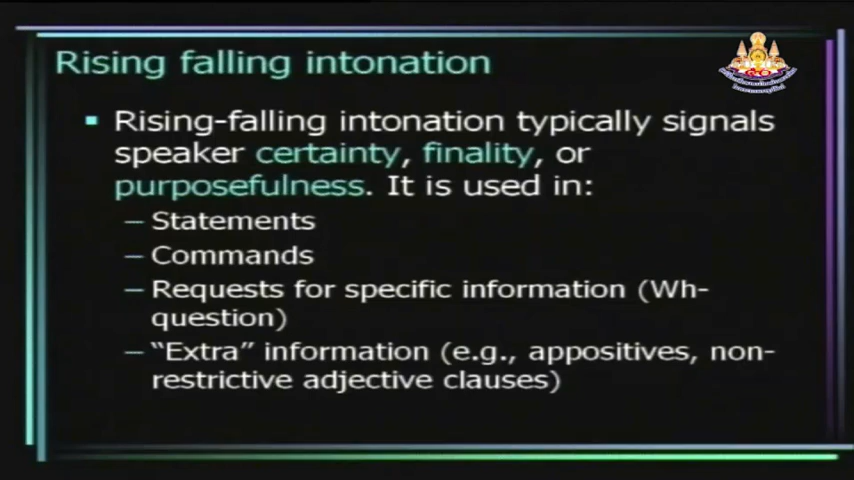 Rising falling intonation
Rising-falling intonation typically signals
speaker certainty, finality, or
purposefulness. It is used in:
– Statements
– Commands
– Requests for specific information (Wh-
question)
– “Extra” information (e.g., appositives, non-
restrictive adjective clauses)